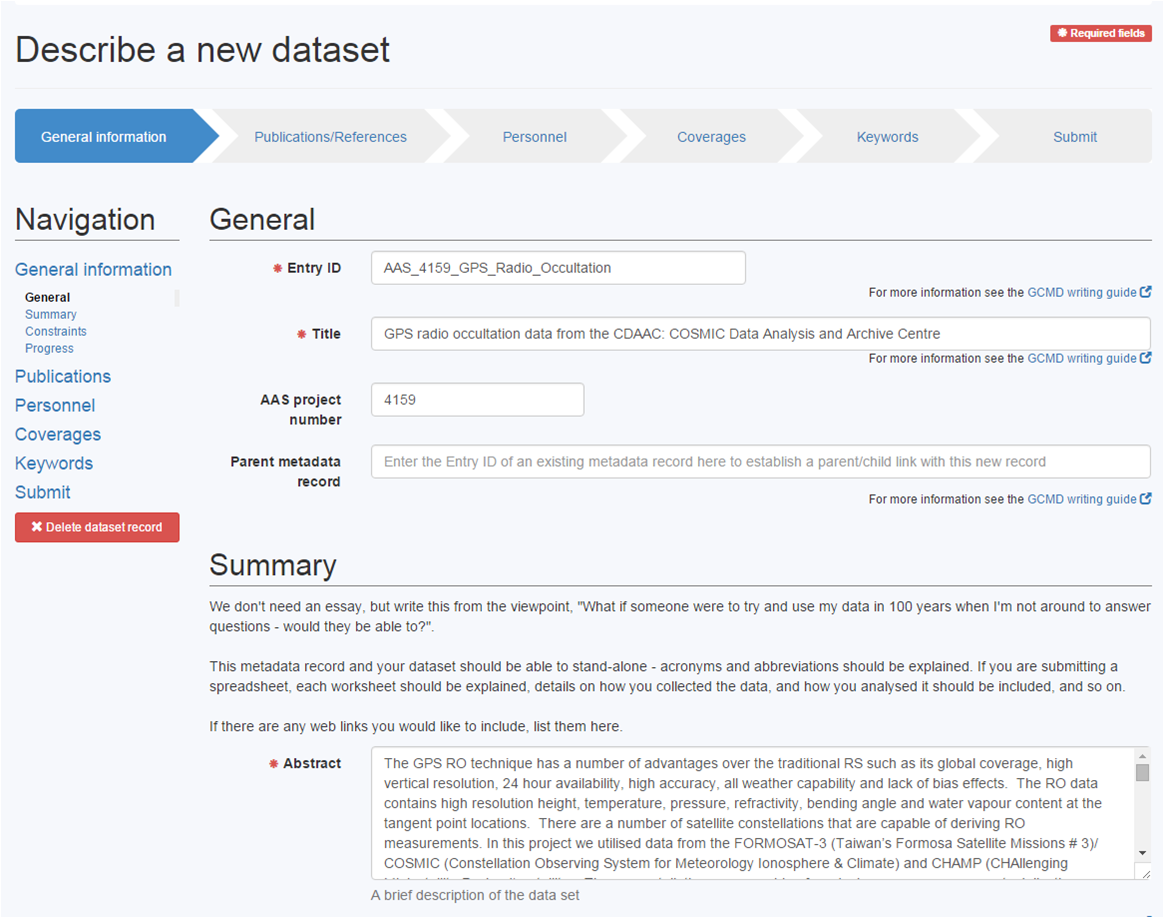 Describe a new dataset
✹ Required fields
General information
Publications/References
Personnel
Coverages
Keywords
Submit
Navigation
General information
General
Summary
Constraints
Progress
Publications
Personnel
Coverages
Keywords
Submit
✖ Delete dataset record
General
✹ Entry ID
AAS_4159_GPS_Radio_Occultation
For more information see the GCMD writing guide
✹ Title
GPS radio occultation data from the CDAAC: COSMIC Data Analysis and Archive Centre
For more information see the GCMD writing guide
AAS project
number
4159
Parent metadata
record
Enter the Entry ID of an existing metadata record here to establish a parent/child link with this new record
For more information see the GCMD writing guide
Summary
We don't need an essay, but write this from the viewpoint, "What if someone were to try and use my data in 100 years when I'm not around to answer
questions - would they be able to?".
This metadata record and your dataset should be able to stand-alone - acronyms and abbreviations should be explained. If you are submitting a
spreadsheet, each worksheet should be explained, details on how you collected the data, and how you analysed it should be included, and so on.
If there are any web links you would like to include, list them here.
✹ Abstract
The GPS RO technique has a number of advantages over the traditional RS such as its global coverage, high
vertical resolution, 24 hour availability, high accuracy, all weather capability and lack of bias effects.  The RO data
contains high resolution height, temperature, pressure, refractivity, bending angle and water vapour content at the
tangent point locations.  There are a number of satellite constellations that are capable of deriving RO
measurements. In this project we utilised data from the FORMOSAT-3 (Taiwan's Formosa Satellite Missions # 3)/
COSMIC (Constellation Observing System for Meteorology Ionosphere & Climate) and CHAMP (CHAllenging
A brief description of the data set